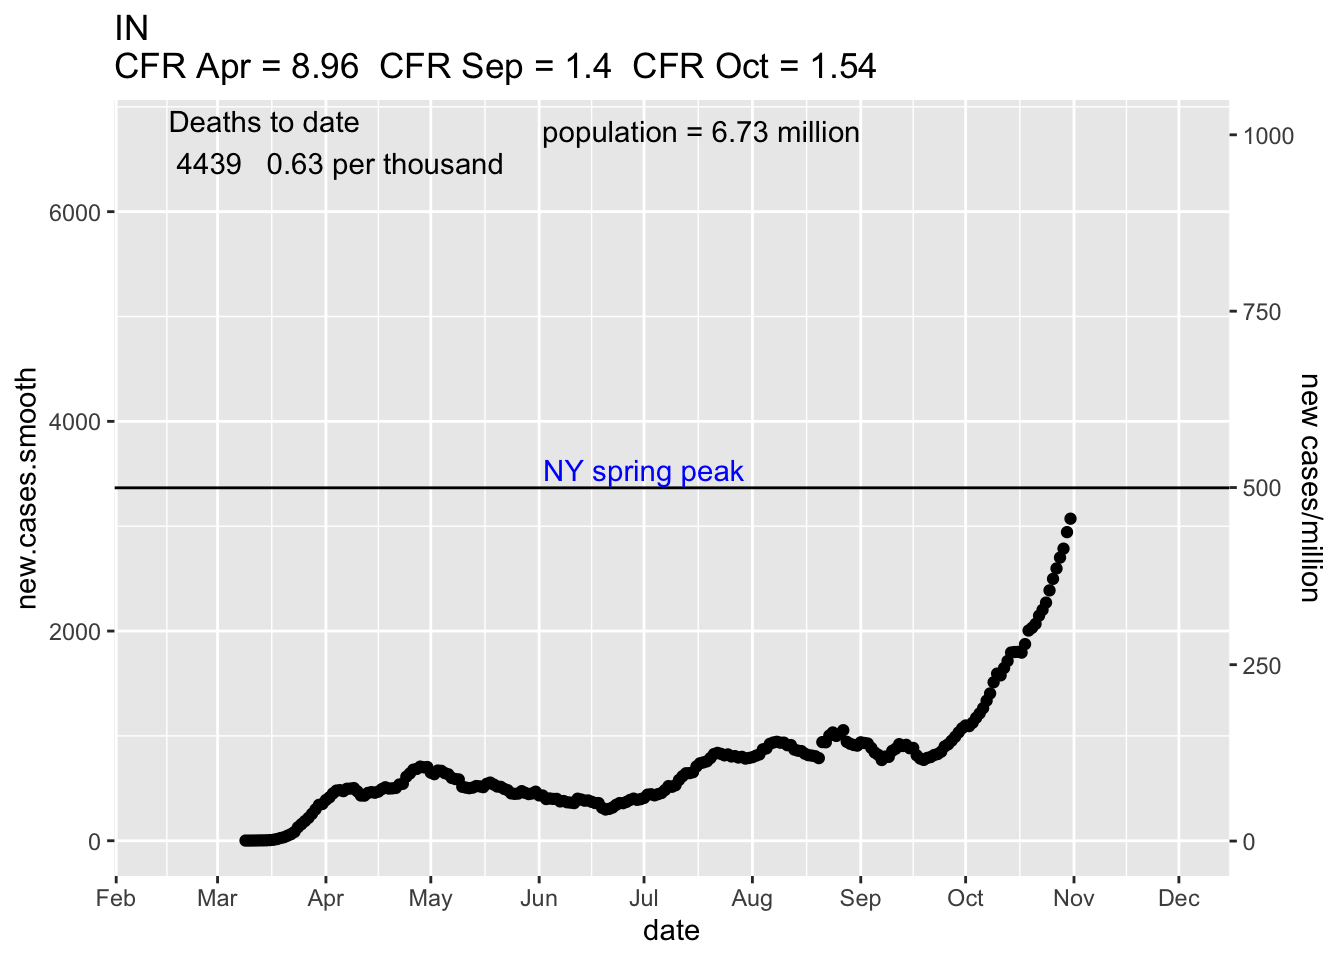 IN
CFR Apr = 8.96  CFR Sep = 1.4  CFR Oct = 1.54
Deaths to date
4439   0.63 per thousand
population = 6.73 million
NY spring peak
new.cases.smooth
6000
4000
2000
0
1000
750
500
250
0
new cases/million
Feb Mar Apr May Jun Jul Aug Sep Oct Nov Dec
date